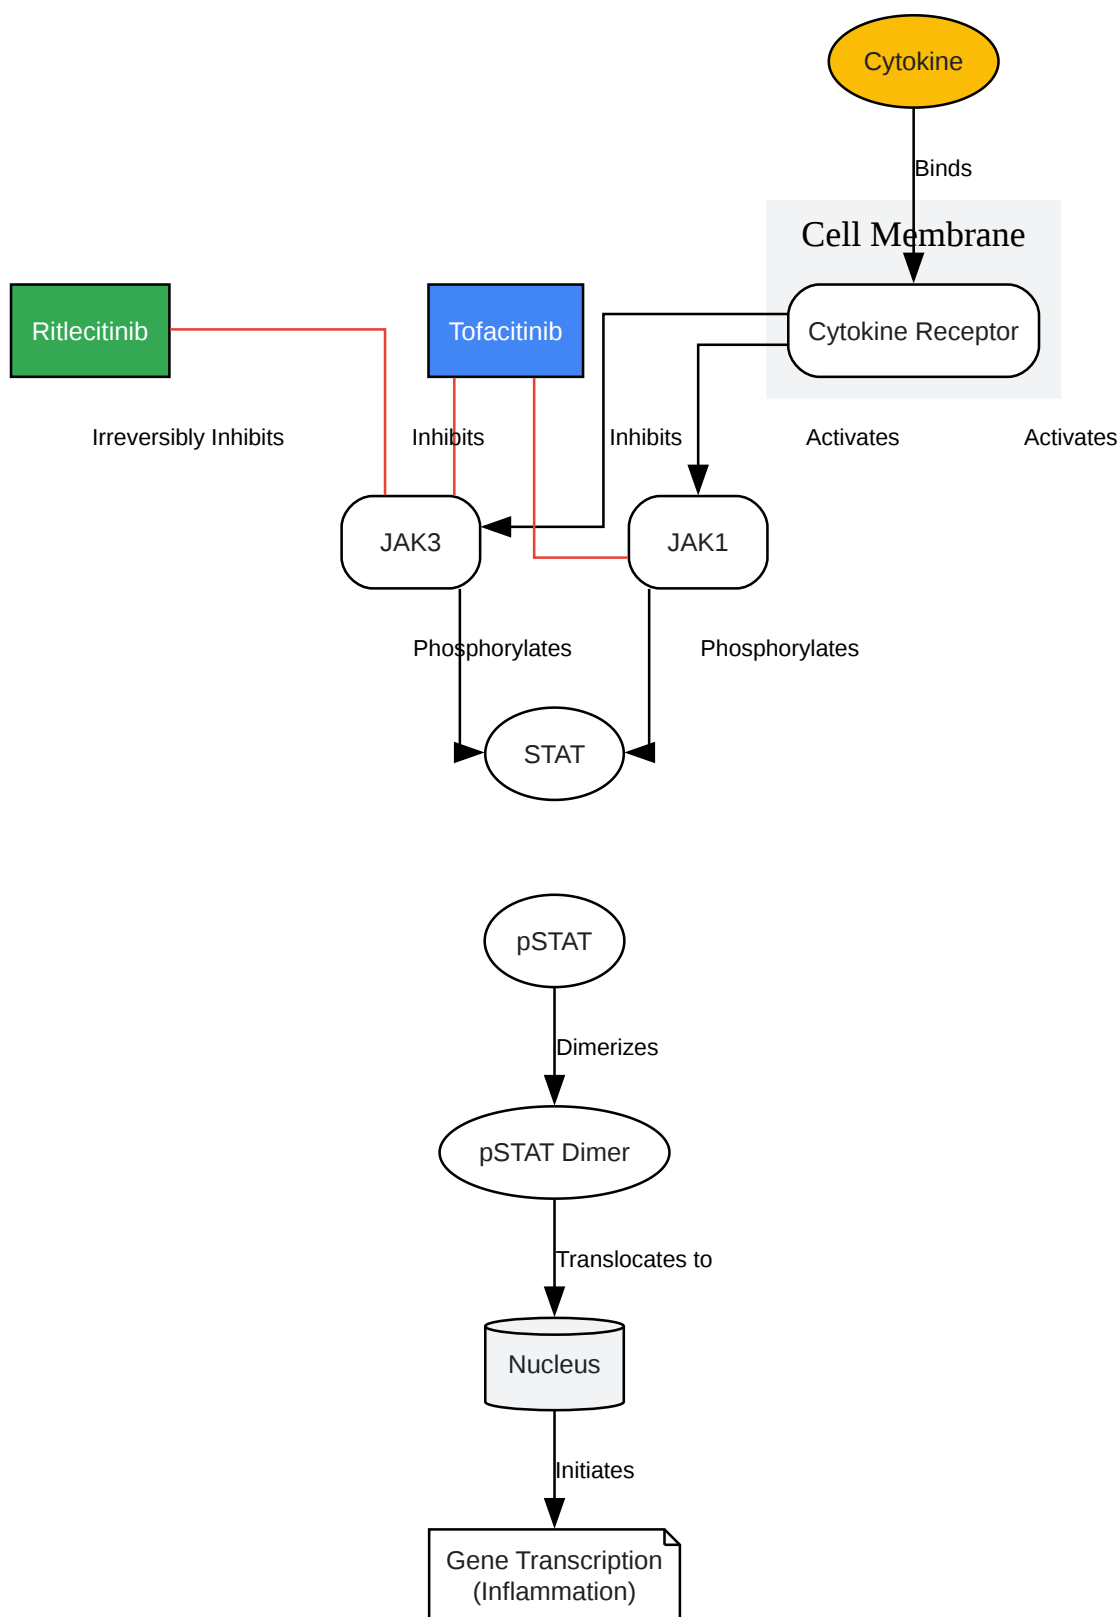 Cytokine
Binds
Cell Membrane
Ritlecitinib
Tofacitinib
Cytokine Receptor
Irreversibly Inhibits
Inhibits
Inhibits
Activates
Activates
JAK3
JAK1
Phosphorylates
Phosphorylates
STAT
pSTAT
Dimerizes
pSTAT Dimer
Translocates to
Nucleus
Initiates
Gene Transcription
(Inflammation)